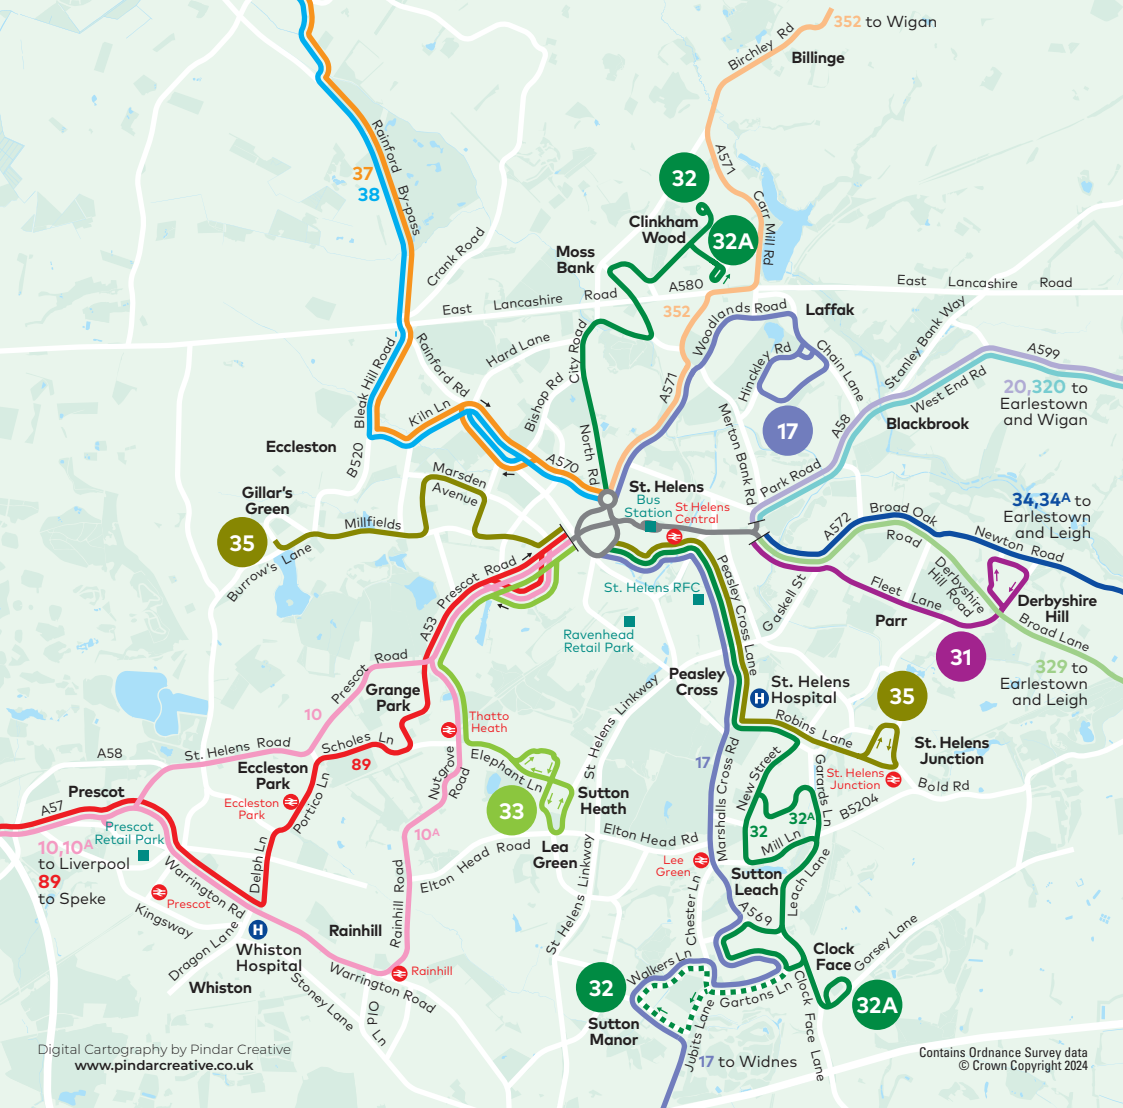 352 to Wigan
Birchley Rd
Billinge
A571
Carr Mill Rd
32
Clinkham
Wood
32A
Moss
Bank
A580
East Lancashire Road
East Lancashire Road
352
Rainford By-pass
37
38
Crank Road
Woodlands Road
Laffak
Hinckley Rd
Chain Lane
Stanley Bank Way
A599
20,320 to
Earlestown
and Wigan
West End Rd
Blackbrook
A58
17
Park Road
Merton Bank Rd
A571
City Road
Hard Lane
Bishop Rd
North Rd
Rainford Rd
Kiln Ln
Bleak Hill Road
B520
Eccleston
A570
Gillar's
Green
35
Marsden
Avenue
Millfields
Burrow's Lane
St. Helens
Bus
Station
St Helens
Central
34,34A to
Earlestown
and Leigh
A572
Broad Oak
Road
Newton Road
Derbyshire
Hill Road
Derbyshire
Hill
Fleet Lane
Parr
31
Broad Lane
329 to
Earlestown
and Leigh
Gaskell St
Peasley Cross Lane
St. Helens RFC
Ravenhead
Retail Park
Prescot Road
A53
Peasley
Cross
St. Helens
Hospital
H
35
Robins Lane
St. Helens
Junction
St. Helens
Junction
Bold Rd
B5204
St. Helens Linkway
Prescot Road
10
Grange
Park
Thatto
Heath
St. Helens Road
A58
Scholes Ln
89
Eccleston
Park
Eccleston
Park
Portico Ln
Nutgrove
Road
Elephant Ln
33
Sutton
Heath
Lea
Green
Elton Head Rd
Elton Head Road
10A
17
Marshalls Cross Rd
New Street
32
32A
Mill Ln
Garards Ln
Sutton
Leach
Leach Lane
Lee
Green
A57
Prescot
Prescot
Retail Park
10,10A
to Liverpool
89
to Speke
Prescot
Warrington Rd
Kingsway
Delph Ln
Dragon Lane
H
Whiston
Hospital
Whiston
Rainhill
Rainhill Road
Rainhill
Warrington Road
Stoney Lane
Old Ln
St Helens Linkway
Chester Ln
A569
Clock
Face
Gorsey Lane
32A
Clock Face Lane
Walkers Ln
Gartons Ln
32
Sutton
Manor
Jubits Lane
17 to Widnes
Digital Cartography by Pindar Creative
www.pindarcreative.co.uk
Contains Ordnance Survey data
© Crown Copyright 2024